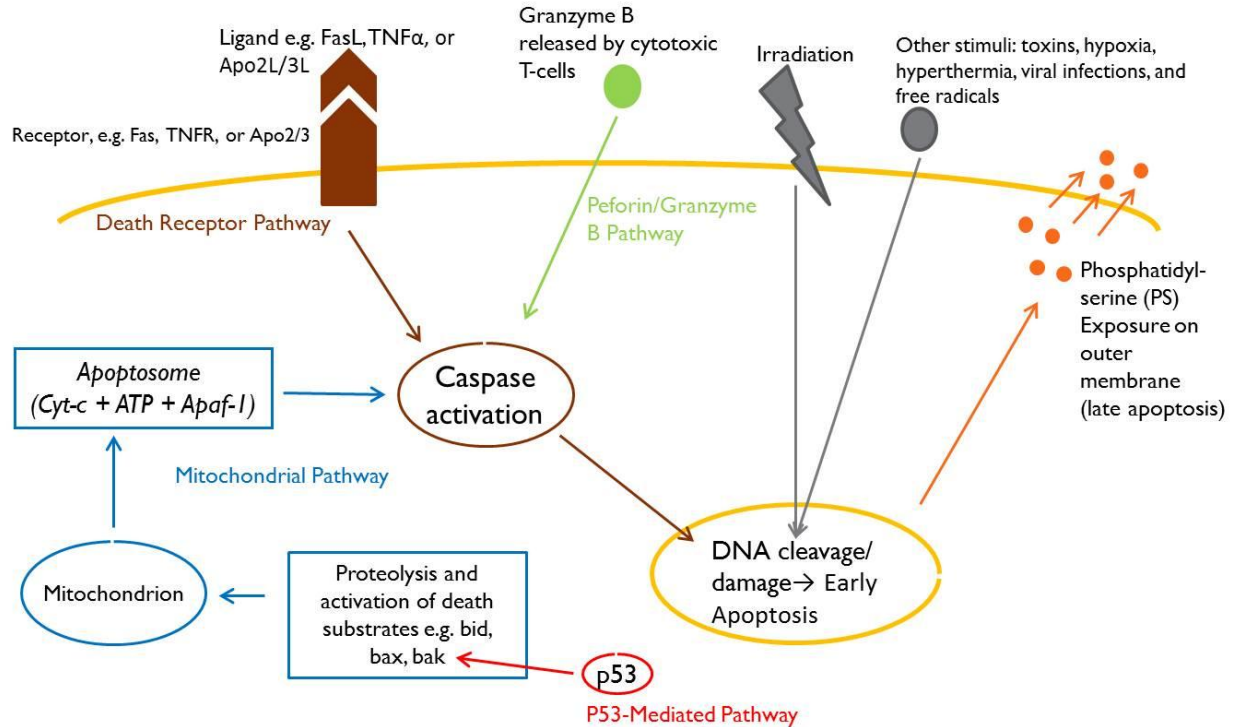 Ligand e.g. FasL, TNFα, or
Apo2L/3L
Granzyme B
released by cytotoxic
T-cells
Irradiation
Other stimuli: toxins, hypoxia,
hyperthermia, viral infections, and
free radicals
Receptor, e.g. Fas, TNFR, or Apo2/3
Death Receptor Pathway
Peforin/Granzyme
B Pathway
Phosphatidyl-
serine (PS)
Exposure on
outer
membrane
(late apoptosis)
Apoptosome
(Cyt-c + ATP + Apaf-1)
Caspase
activation
Mitochondrial Pathway
DNA cleavage/
damage→ Early
Apoptosis
Mitochondrion
Proteolysis and
activation of death
substrates e.g. bid,
bax, bak
p53
P53-Mediated Pathway